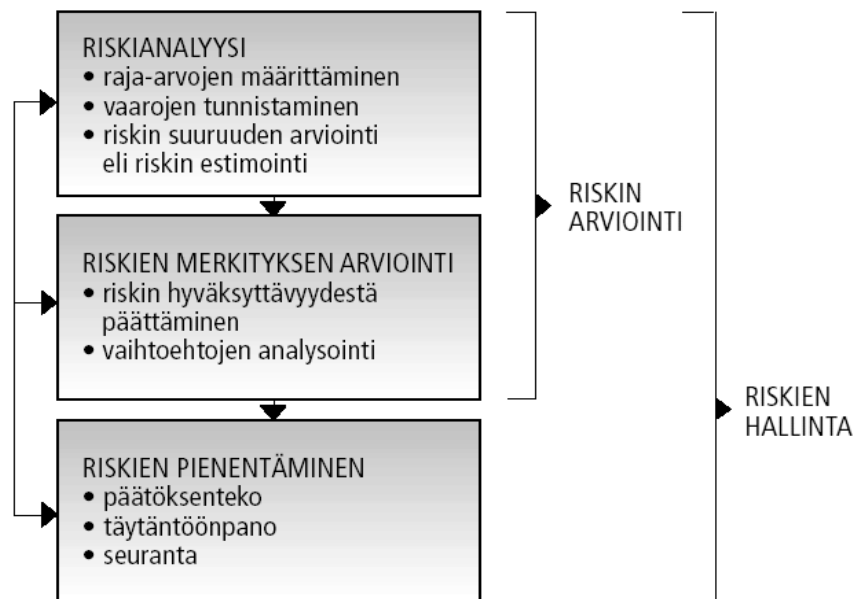 RISKIANALYYSI
• raja-arvojen määrittäminen
• vaarojen tunnistaminen
• riskin suuruuden arviointi
eli riskin estimointi
RISKIEN MERKITYKSEN ARVIOINTI
• riskin hyväksyttävyydestä
päättäminen
• vaihtoehtojen analysointi
RISKIEN PIENENTÄMINEN
• päätöksenteko
• täytäntöönpano
• seuranta
RISKIN
ARVIOINTI
RISKIEN
HALLINTA